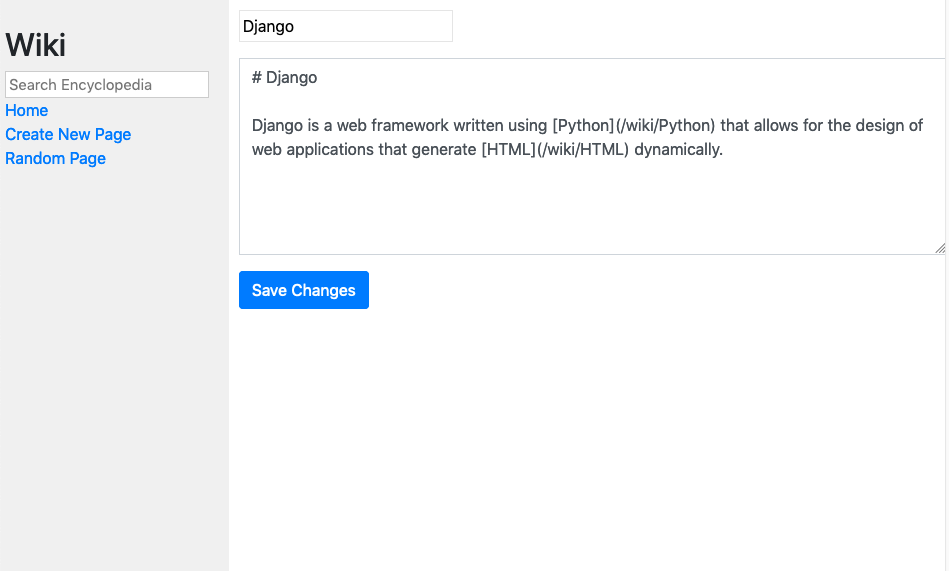 Wiki
Search Encyclopedia
Home
Create New Page
Random Page
Django
# Django
Django is a web framework written using [Python](/wiki/Python) that allows for the design of
web applications that generate [HTML](/wiki/HTML) dynamically.
Save Changes